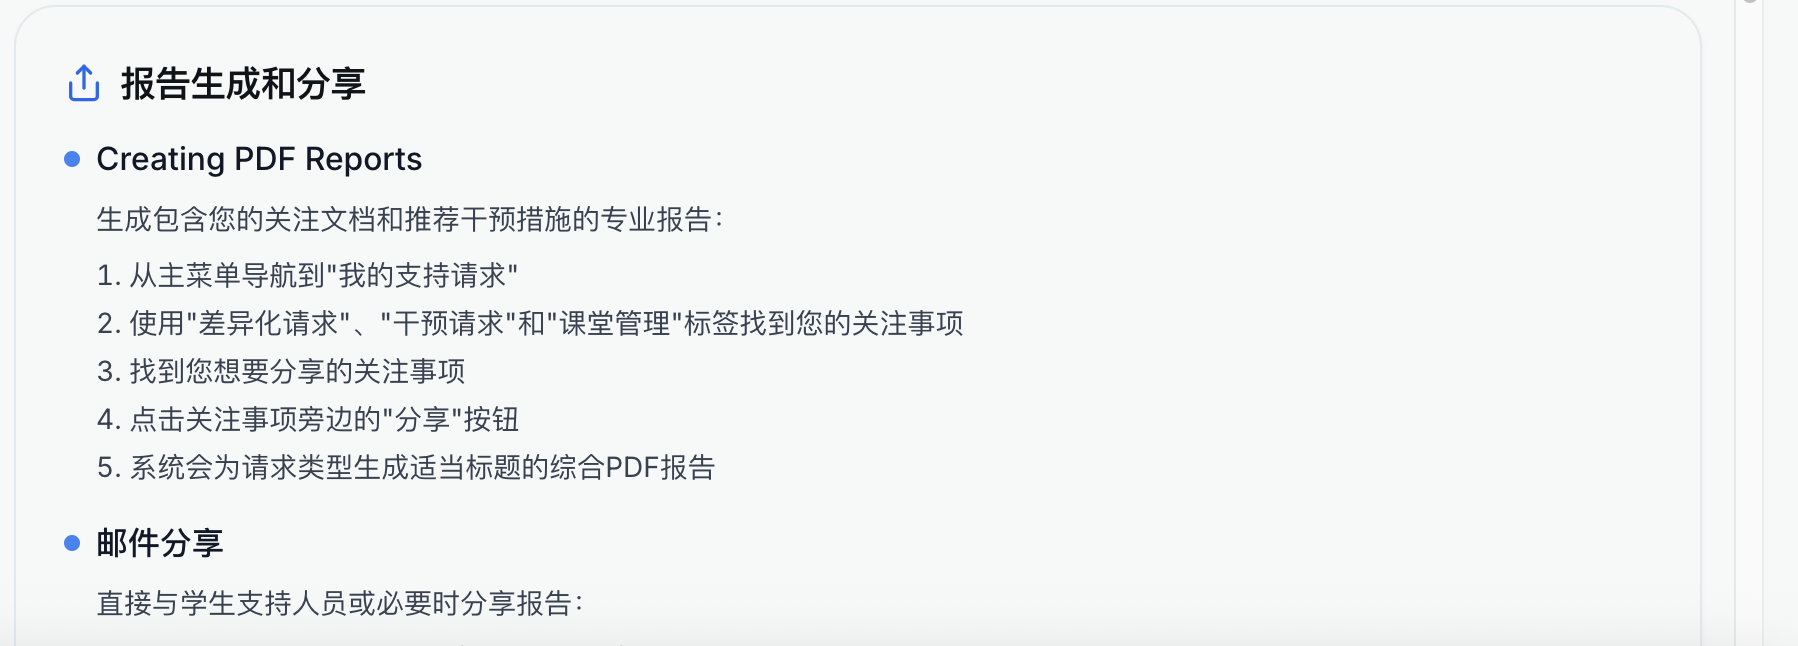 报告生成和分享
Creating PDF Reports
生成包含您的关注文档和推荐干预措施的专业报告：
1. 从主菜单导航到"我的支持请求"
2. 使用"差异化请求"、"干预请求"和"课堂管理"标签找到您的关注事项
3. 找到您想要分享的关注事项
4. 点击关注事项旁边的"分享"按钮
5. 系统会为请求类型生成适当标题的综合PDF报告
邮件分享
直接与学生支持人员或必要时分享报告：